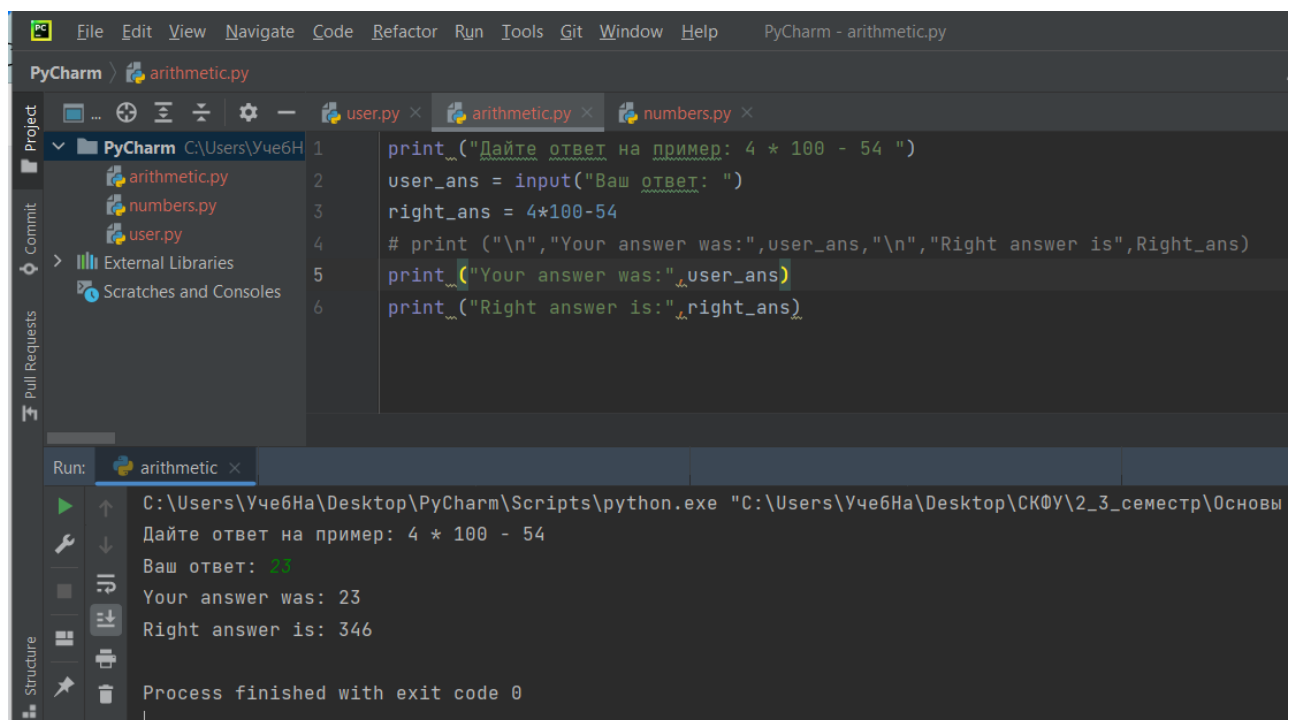 PC File Edit View Navigate Code Refactor Run Tools Git Window Help PyCharm - arithmetic.py
PyCharm arithmetic.py
Project
... user.py arithmetic.py numbers.py
PyCharm C:\Users\УчебН
arithmetic.py
numbers.py
user.py
External Libraries
Scratches and Consoles
Commit
Pull Requests
1 print ("Дайте ответ на пример: 4 * 100 - 54 ")
2 user_ans = input("Ваш ответ: ")
3 right_ans = 4*100-54
4 # print ("\n","Your answer was:",user_ans,"\n","Right answer is",Right_ans)
5 print ("Your answer was:",user_ans)
6 print ("Right answer is:",right_ans)
Run: arithmetic
Structure
C:\Users\УчебНа\Desktop\PyCharm\Scripts\python.exe "C:\Users\УчебНа\Desktop\СКФУ\2_3_семестр\Основы
Дайте ответ на пример: 4 * 100 - 54
Ваш ответ: 23
Your answer was: 23
Right answer is: 346
Process finished with exit code 0